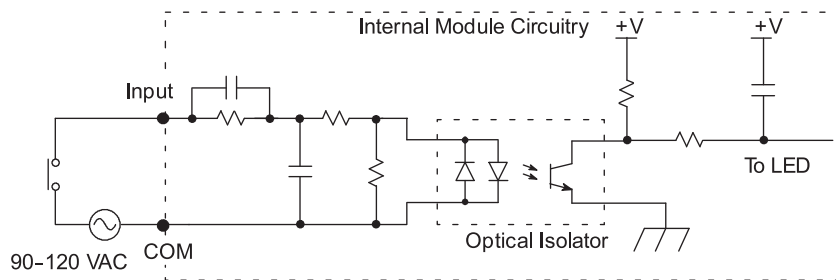 Internal Module Circuitry
+V
+V
Input
To LED
Optical Isolator
COM
90–120 VAC